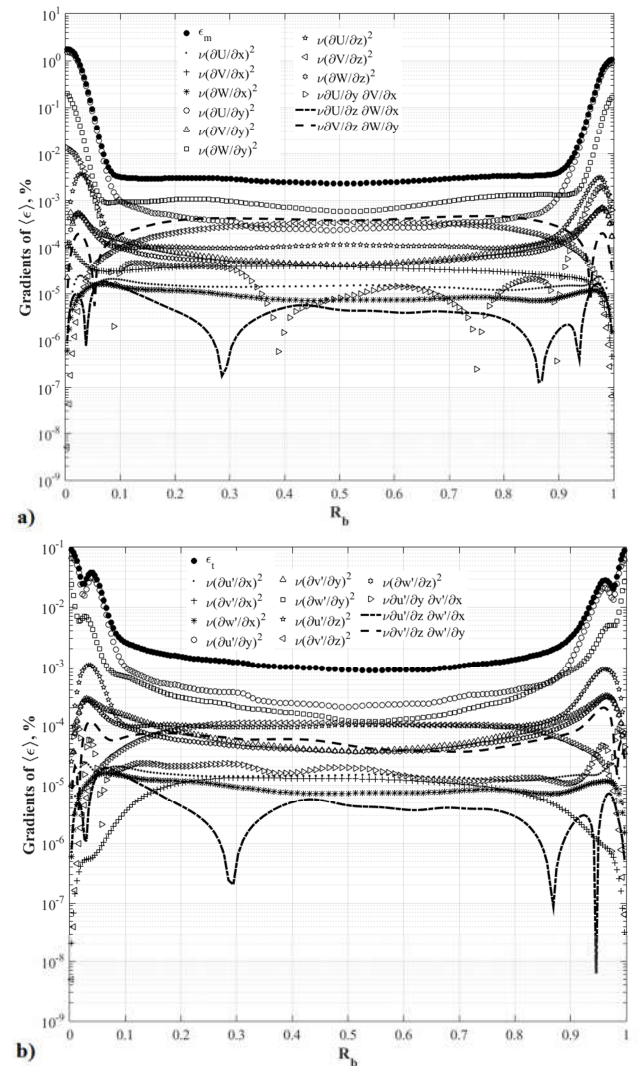 ϵ_m
ν(∂U/∂x)²
ν(∂V/∂x)²
ν(∂W/∂x)²
ν(∂U/∂y)²
ν(∂V/∂y)²
ν(∂W/∂y)²
ν(∂U/∂z)²
ν(∂V/∂z)²
ν(∂W/∂z)²
ν∂U/∂y ∂V/∂x
ν∂U/∂z ∂W/∂x
ν∂V/∂z ∂W/∂y
Gradients of ⟨ϵ⟩, %
10¹
10⁰
10⁻¹
10⁻²
10⁻³
10⁻⁴
10⁻⁵
10⁻⁶
10⁻⁷
10⁻⁸
10⁻⁹
0 0.1 0.2 0.3 0.4 0.5 0.6 0.7 0.8 0.9 1
R_b
a)
ϵ_t
ν(∂u'/∂x)²
ν(∂v'/∂x)²
ν(∂w'/∂x)²
ν(∂u'/∂y)²
ν(∂v'/∂y)²
ν(∂w'/∂y)²
ν(∂u'/∂z)²
ν(∂v'/∂z)²
ν(∂w'/∂z)²
ν∂u'/∂y ∂v'/∂x
ν∂u'/∂z ∂w'/∂x
ν∂v'/∂z ∂w'/∂y
Gradients of ⟨ϵ⟩, %
10⁻¹
10⁻²
10⁻³
10⁻⁴
10⁻⁵
10⁻⁶
10⁻⁷
10⁻⁸
10⁻⁹
0 0.1 0.2 0.3 0.4 0.5 0.6 0.7 0.8 0.9 1
R_b
b)